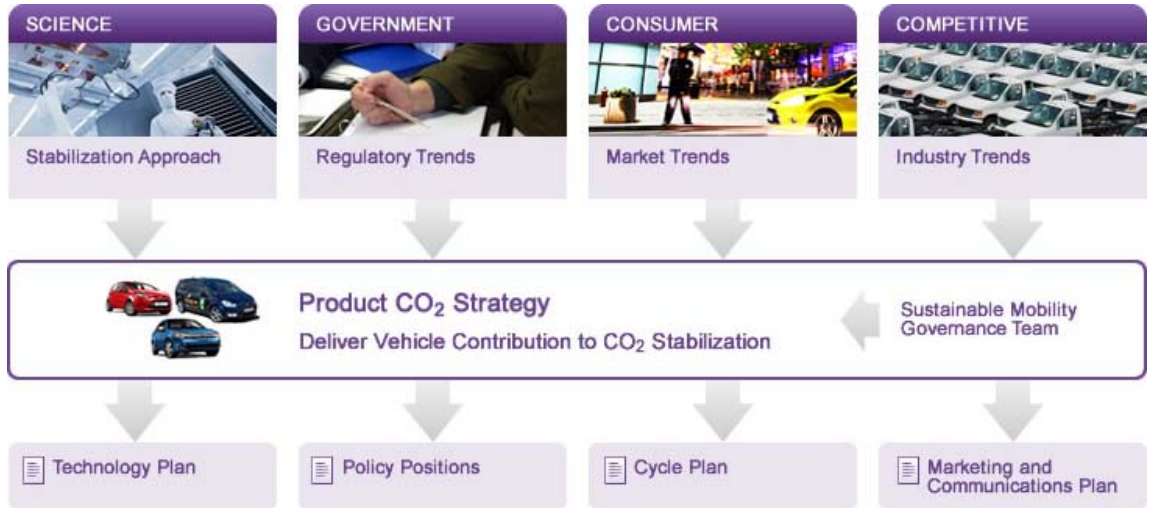 SCIENCE
GOVERNMENT
CONSUMER
COMPETITIVE
Stabilization Approach
Regulatory Trends
Market Trends
Industry Trends
Product CO₂ Strategy
Deliver Vehicle Contribution to CO₂ Stabilization
Sustainable Mobility
Governance Team
Technology Plan
Policy Positions
Cycle Plan
Marketing and
Communications Plan